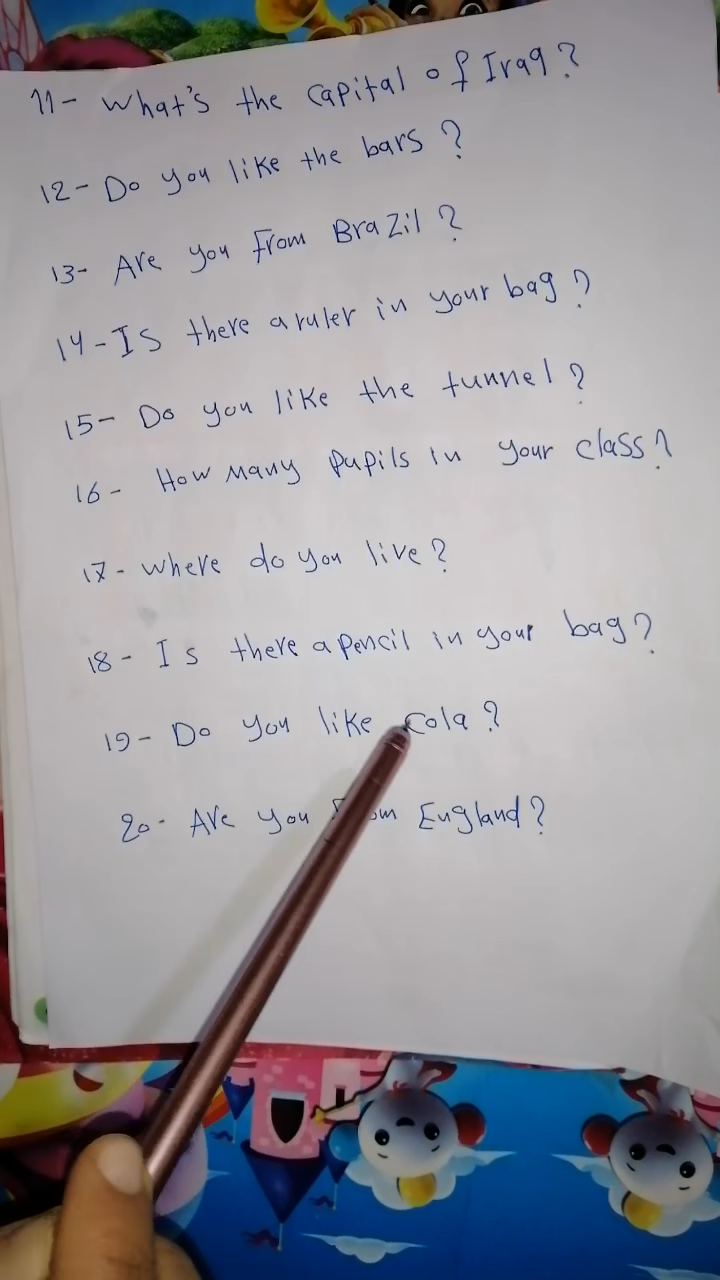 11- What's the capital of Iraq?
12- Do you like the bars?
13- Are you From Brazil?
14- Is there a ruler in your bag?
15- Do you like the tunnel?
16- How many pupils in your class?
17- where do you live?
18- Is there a pencil in your bag?
19- Do you like cola?
20- Are you From England?